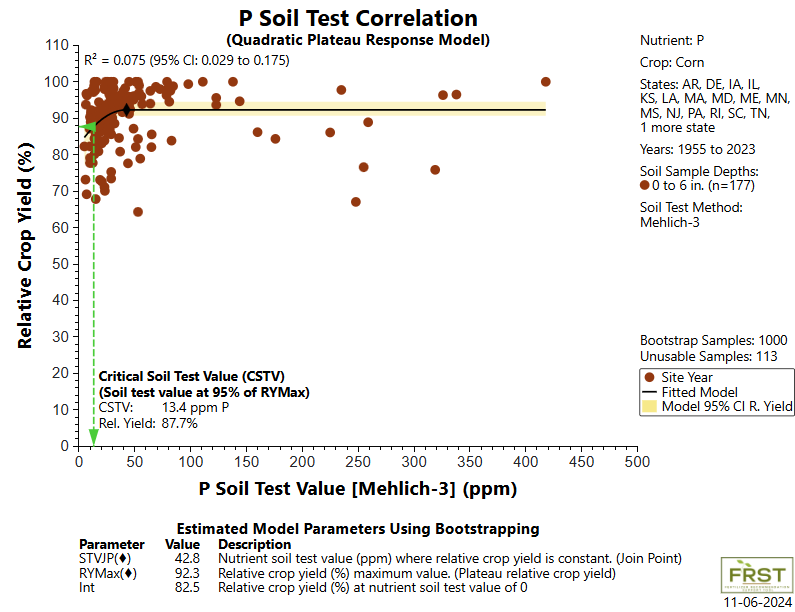 P Soil Test Correlation
(Quadratic Plateau Response Model)
R² = 0.075 (95% CI: 0.029 to 0.175)
110
100
90
80
70
60
50
40
30
20
10
0
Relative Crop Yield (%)
Critical Soil Test Value (CSTV)
(Soil test value at 95% of RYMax)
CSTV: 13.4 ppm P
Rel. Yield: 87.7%
0 50 100 150 200 250 300 350 400 450 500
P Soil Test Value [Mehlich-3] (ppm)
Nutrient: P
Crop: Corn
States: AR, DE, IA, IL,
KS, LA, MA, MD, ME, MN,
MS, NJ, PA, RI, SC, TN,
1 more state
Years: 1955 to 2023
Soil Sample Depths:
0 to 6 in. (n=177)
Soil Test Method:
Mehlich-3
Bootstrap Samples: 1000
Unusable Samples: 113
Site Year
Fitted Model
Model 95% CI R. Yield
Estimated Model Parameters Using Bootstrapping
Parameter Value Description
STVJP(♦) 42.8 Nutrient soil test value (ppm) where relative crop yield is constant. (Join Point)
RYMax(♦) 92.3 Relative crop yield (%) maximum value. (Plateau relative crop yield)
Int 82.5 Relative crop yield (%) at nutrient soil test value of 0
FRST
11-06-2024